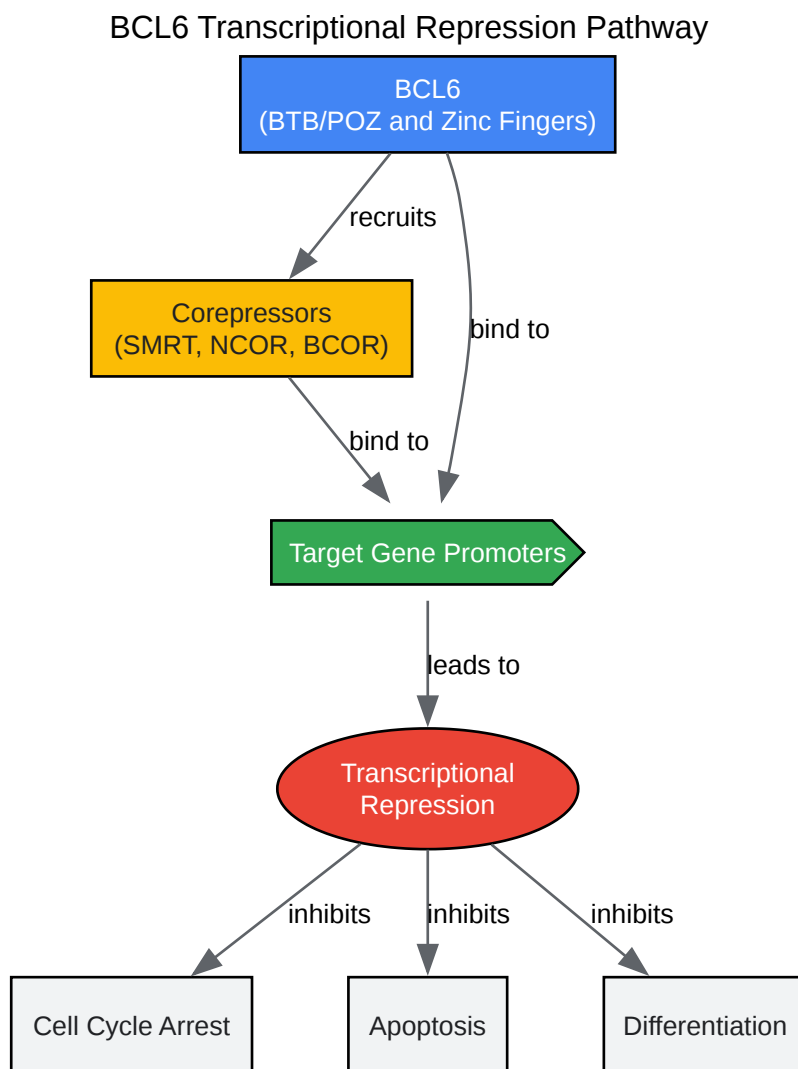 BCL6 Transcriptional Repression Pathway
BCL6
(BTB/POZ and Zinc Fingers)
recruits
Corepressors
(SMRT, NCOR, BCOR)
bind to
bind to
Target Gene Promoters
leads to
Transcriptional
Repression
inhibits
inhibits
inhibits
Cell Cycle Arrest
Apoptosis
Differentiation